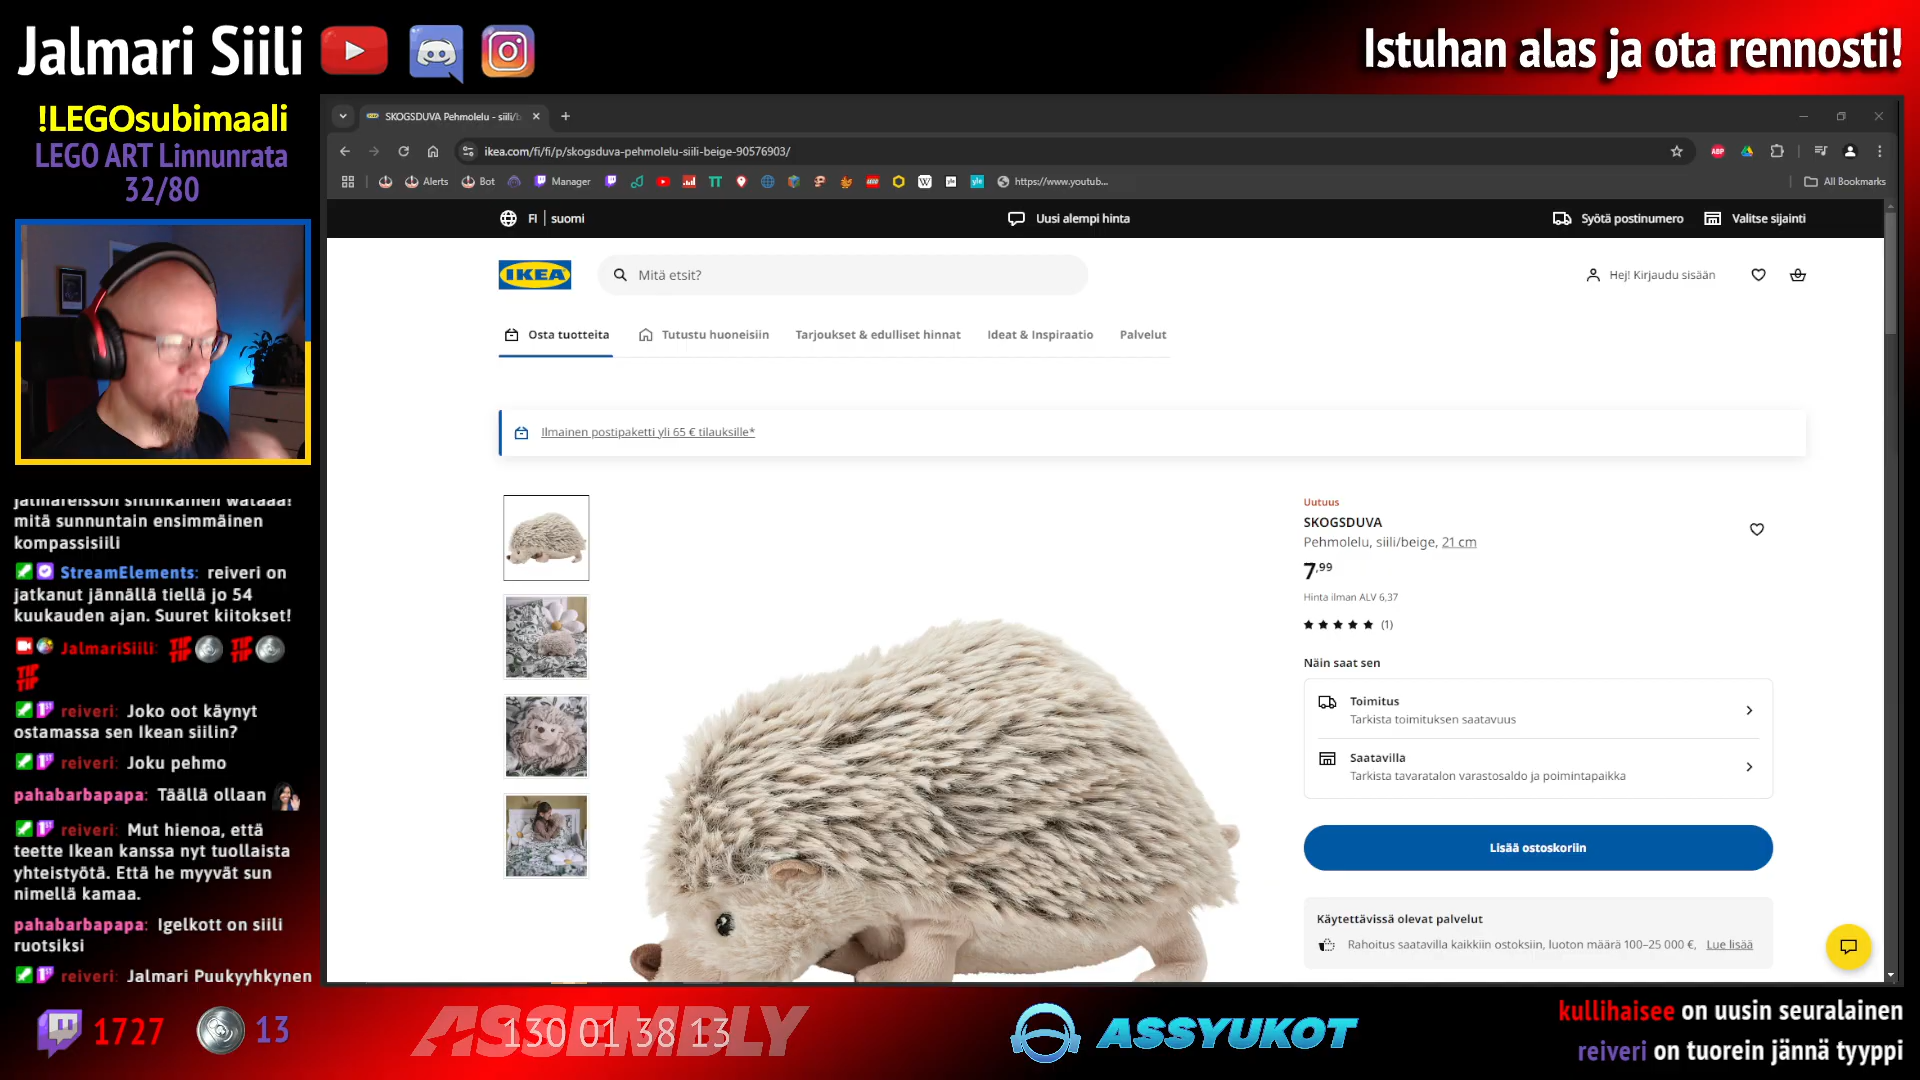 Jalmari Siili
Istuhan alas ja ota rennosti!
!LEGOsubimaali
LEGO ART Linnunrata
32/80
SKOGSDUVA Pehmolelu - siili/b
ikea.com/fi/fi/p/skogsduva-pehmolelu-siili-beige-90576903/
ABP
Alerts
Bot
Manager
https://www.youtub...
All Bookmarks
FI | suomi
Uusi alempi hinta
Syötä postinumero
Valitse sijainti
IKEA
Mitä etsit?
Hej! Kirjaudu sisään
Osta tuotteita
Tutustu huoneisiin
Tarjoukset & edulliset hinnat
Ideat & Inspiraatio
Palvelut
Ilmainen postipaketti yli 65 € tilauksille*
Uutuus
SKOGSDUVA
Pehmolelu, siili/beige, 21 cm
7,99
Hinta ilman ALV 6,37
(1)
Näin saat sen
Toimitus
Tarkista toimituksen saatavuus
Saatavilla
Tarkista tavaratalon varastosaldo ja poimintapaikka
Lisää ostoskoriin
Käytettävissä olevat palvelut
Rahoitus saatavilla kaikkiin ostoksiin, luoton määrä 100–25 000 €, Lue lisää
mitä sunnuntain ensimmäinen
kompassisiili
StreamElements: reiveri on
jatkanut jännällä tiellä jo 54
kuukauden ajan. Suuret kiitokset!
JalmariSiili: TIP TIP TIP TIP
TIP TIP
reiveri: Joko oot käynyt
ostamassa sen Ikean siilin?
reiveri: Joku pehmo
pahabarbapapa: Täällä ollaan
reiveri: Mut hienoa, että
teette Ikean kanssa nyt tuollaista
yhteistyötä. Että he myyvät sun
nimellä kamaa.
pahabarbapapa: Igelkott on siili
ruotsiksi
reiveri: Jalmari Puukyyhkynen
1727
13
ASSEMBLY
130 01 38 13
ASSYUKOT
kullihaisee on uusin seuralainen
reiveri on tuorein jännä tyyppi